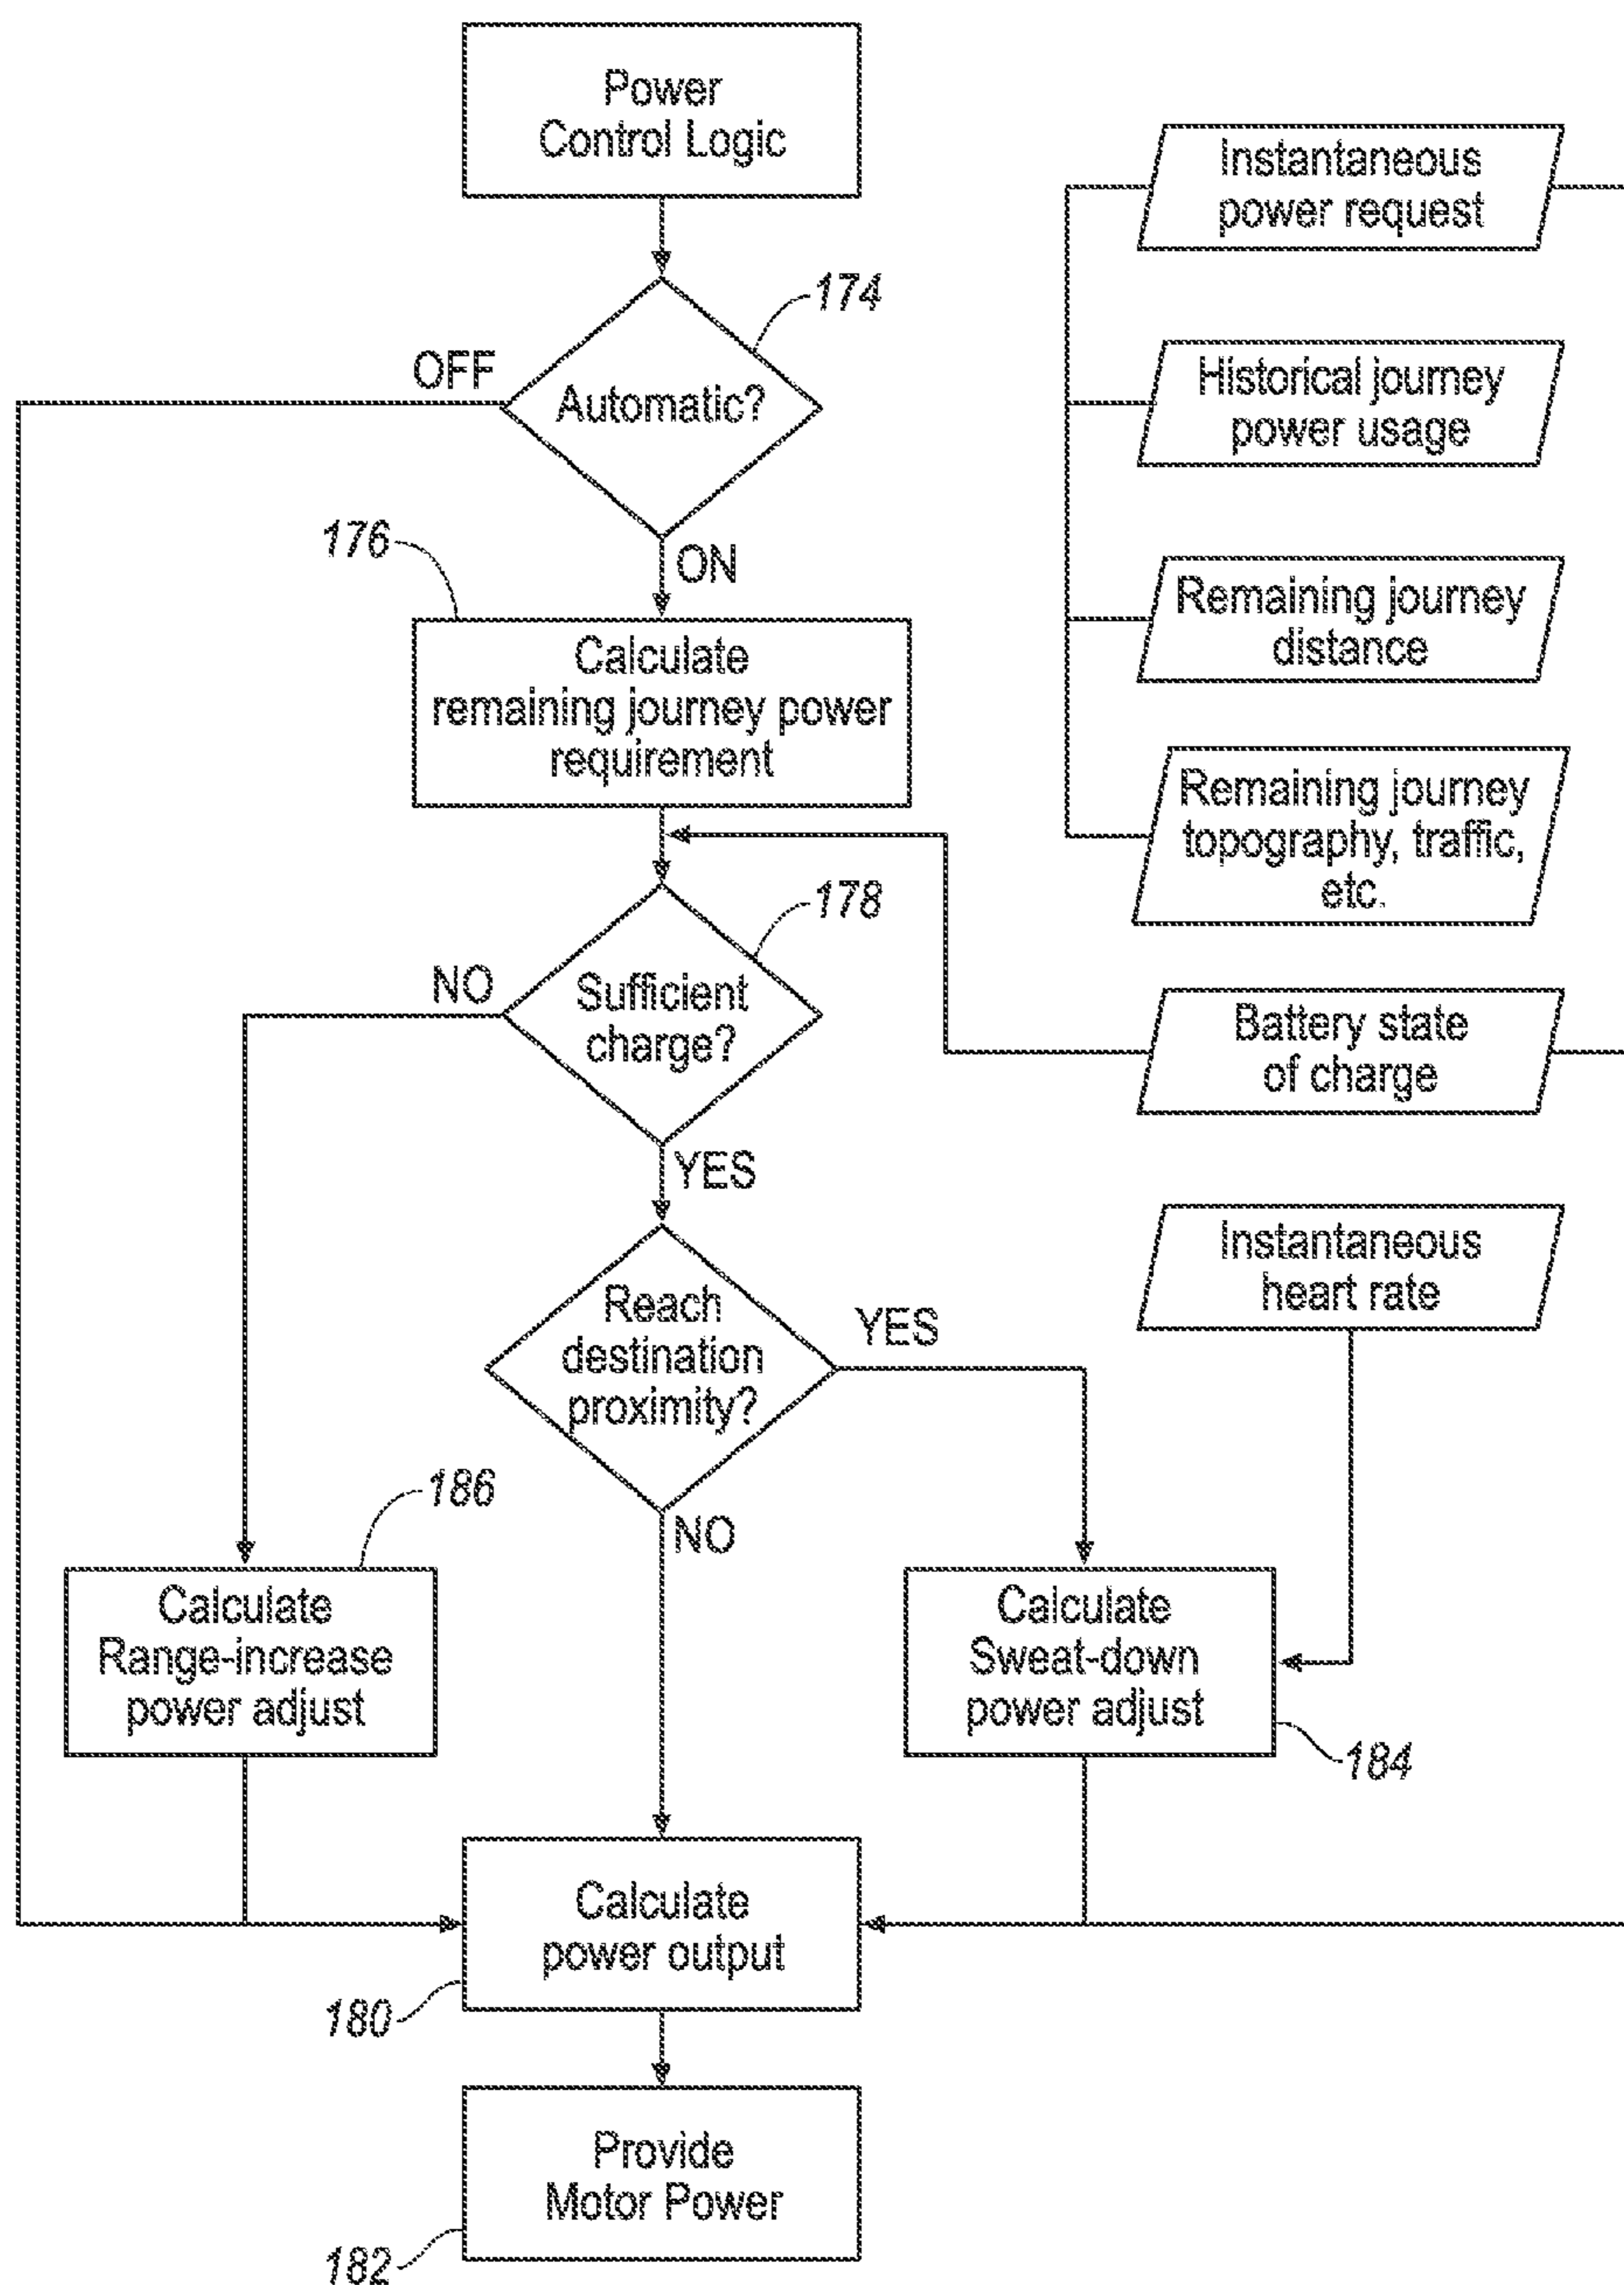 Power
Control Logic
174
OFF
Automatic?
ON
176
Calculate
remaining journey power
requirement
178
NO
Sufficient
charge?
YES
Reach
destination
proximity?
YES
NO
186
Calculate
Range-increase
power adjust
Calculate
Sweat-down
power adjust
184
Calculate
power output
180
Provide
Motor Power
182
Instantaneous
power request
Historical journey
power usage
Remaining journey
distance
Remaining journey
topography, traffic,
etc.
Battery state
of charge
Instantaneous
heart rate